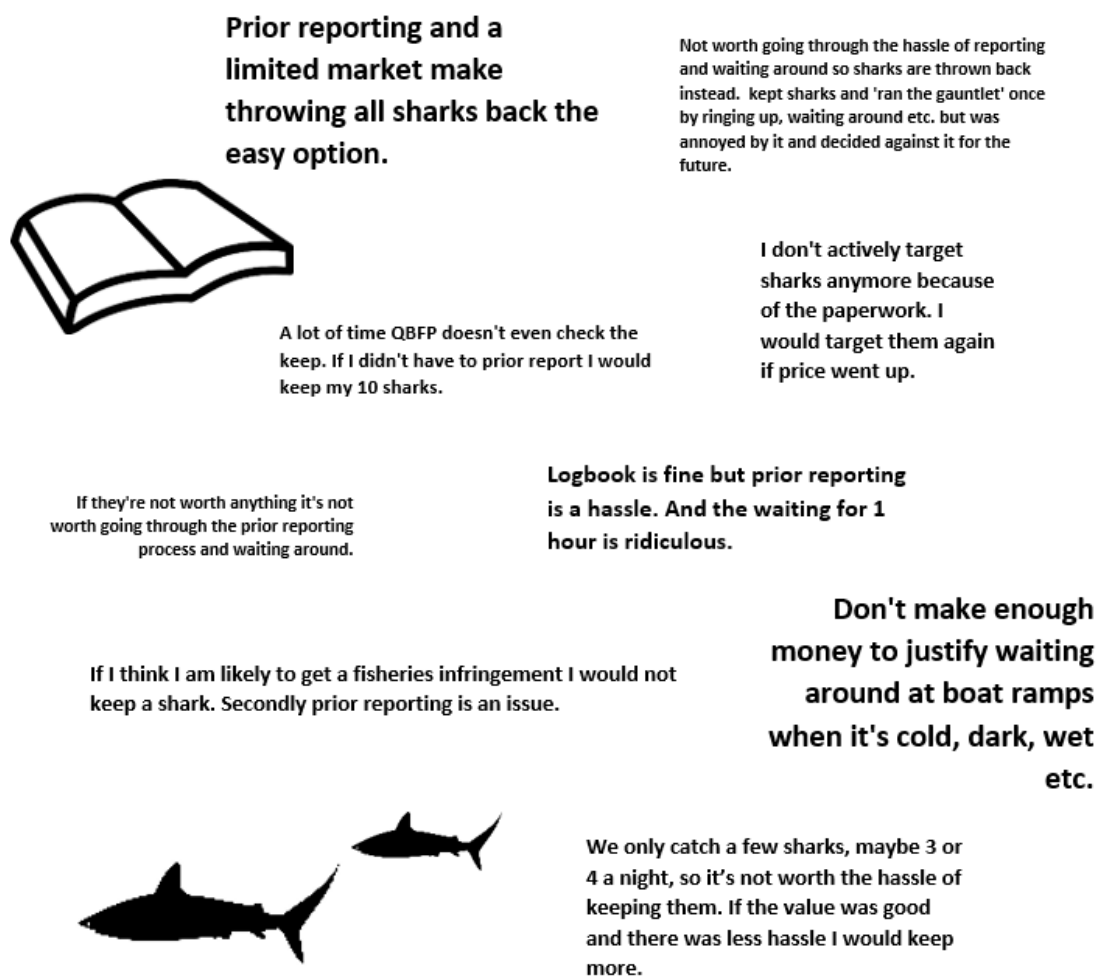 Prior reporting and a
limited market make
throwing all sharks back the
easy option.
Not worth going through the hassle of reporting
and waiting around so sharks are thrown back
instead.  kept sharks and 'ran the gauntlet' once
by ringing up, waiting around etc. but was
annoyed by it and decided against it for the
future.
I don't actively target
sharks anymore because
of the paperwork. I
would target them again
if price went up.
A lot of time QBFP doesn't even check the
keep. If I didn't have to prior report I would
keep my 10 sharks.
Logbook is fine but prior reporting
is a hassle. And the waiting for 1
hour is ridiculous.
If they're not worth anything it's not
worth going through the prior reporting
process and waiting around.
Don't make enough
money to justify waiting
around at boat ramps
when it's cold, dark, wet
etc.
If I think I am likely to get a fisheries infringement I would not
keep a shark. Secondly prior reporting is an issue.
We only catch a few sharks, maybe 3 or
4 a night, so it’s not worth the hassle of
keeping them. If the value was good
and there was less hassle I would keep
more.